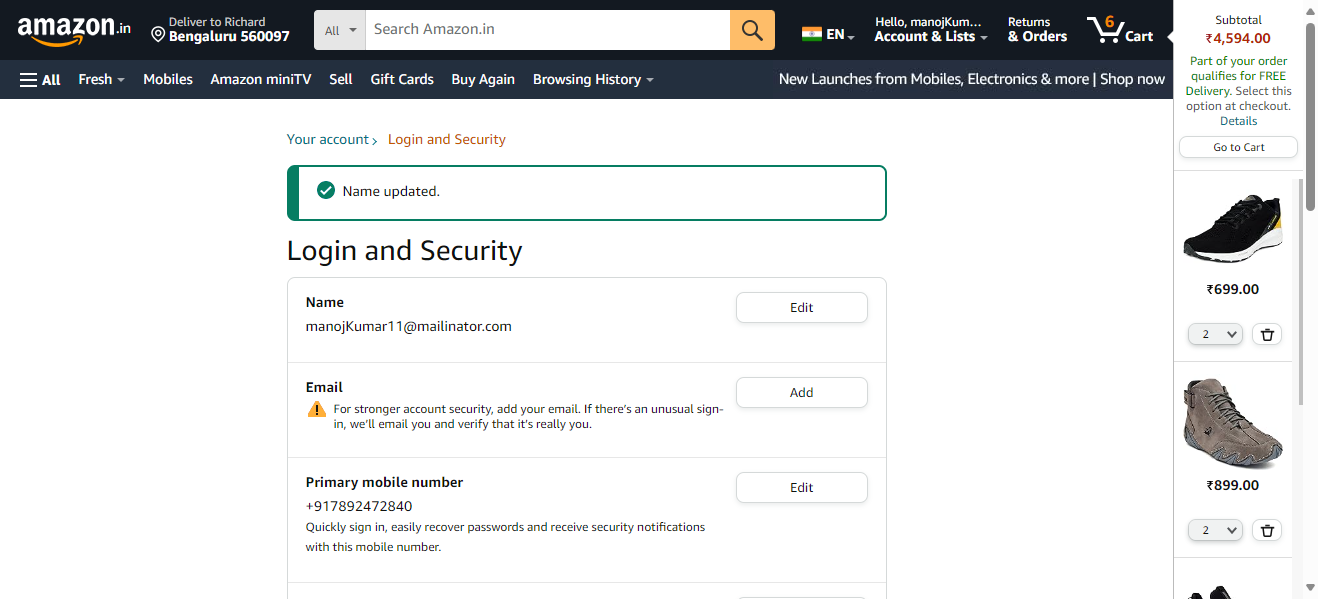 amazon.in
Deliver to Richard
Bengaluru 560097
All
Search Amazon.in
EN
Hello, manojKum...
Account & Lists
Returns
& Orders
6
Cart
All
Fresh
Mobiles
Amazon miniTV
Sell
Gift Cards
Buy Again
Browsing History
New Launches from Mobiles, Electronics & more | Shop now
Your account ›
Login and Security
Name updated.
Login and Security
Name
manojKumar11@mailinator.com
Edit
Email
For stronger account security, add your email. If there's an unusual sign-
in, we'll email you and verify that it's really you.
Add
Primary mobile number
+917892472840
Quickly sign in, easily recover passwords and receive security notifications
with this mobile number.
Edit
Subtotal
₹4,594.00
Part of your order
qualifies for FREE
Delivery. Select this
option at checkout.
Details
Go to Cart
₹699.00
2
₹899.00
2